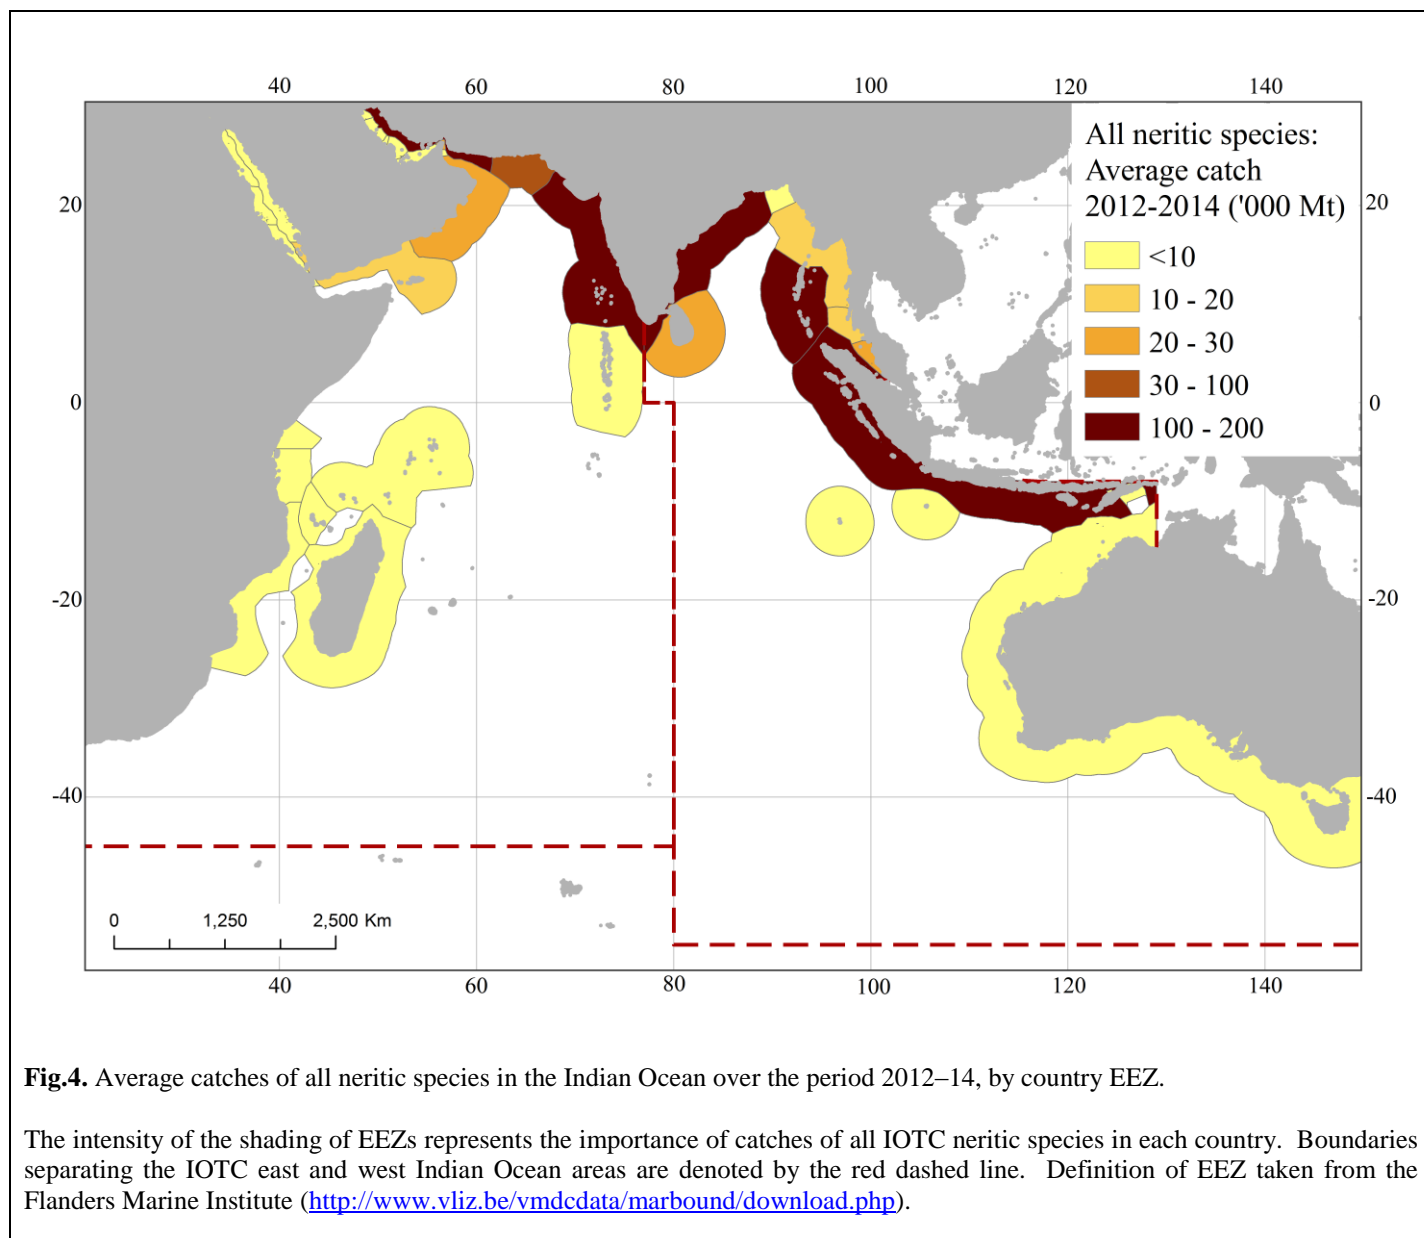 40 60 80 100 120 140
All neritic species:
Average catch
2012-2014 ('000 Mt)
<10
10 - 20
20 - 30
30 - 100
100 - 200
20 20
0 0
-20 -20
-40 -40
0 1,250 2,500 Km
40 60 80 100 120 140
Fig.4. Average catches of all neritic species in the Indian Ocean over the period 2012–14, by country EEZ.
The intensity of the shading of EEZs represents the importance of catches of all IOTC neritic species in each country. Boundaries
separating the IOTC east and west Indian Ocean areas are denoted by the red dashed line. Definition of EEZ taken from the
Flanders Marine Institute (http://www.vliz.be/vmdcdata/marbound/download.php).